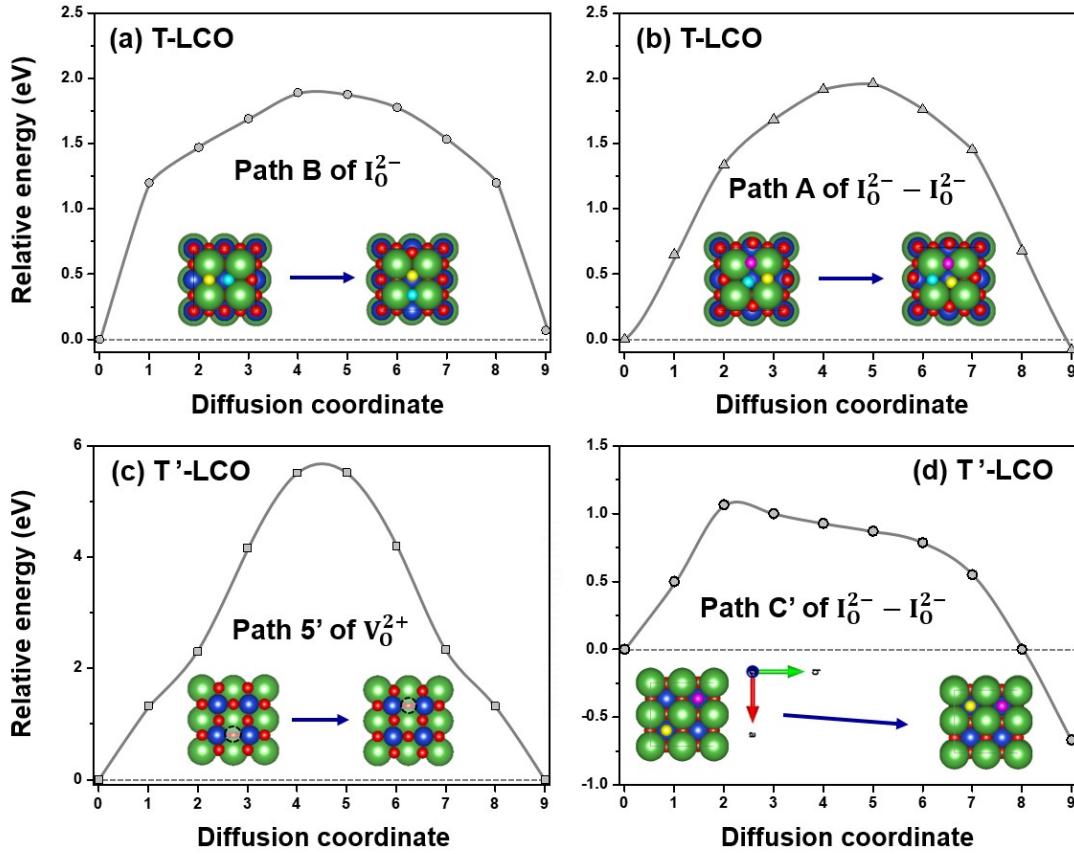 (a) T-LCO
Relative energy (eV)
2.5
2.0
1.5
1.0
0.5
0.0
Path B of I_O^2−
0 1 2 3 4 5 6 7 8 9
Diffusion coordinate
(b) T-LCO
2.5
2.0
1.5
1.0
0.5
0.0
Path A of I_O^2− − I_O^2−
0 1 2 3 4 5 6 7 8 9
Diffusion coordinate
(c) T'-LCO
Relative energy (eV)
6
4
2
0
Path 5' of V_O^2+
0 1 2 3 4 5 6 7 8 9
Diffusion coordinate
(d) T'-LCO
1.5
1.0
0.5
0.0
-0.5
-1.0
Path C' of I_O^2− − I_O^2−
b
a
0 1 2 3 4 5 6 7 8 9
Diffusion coordinate